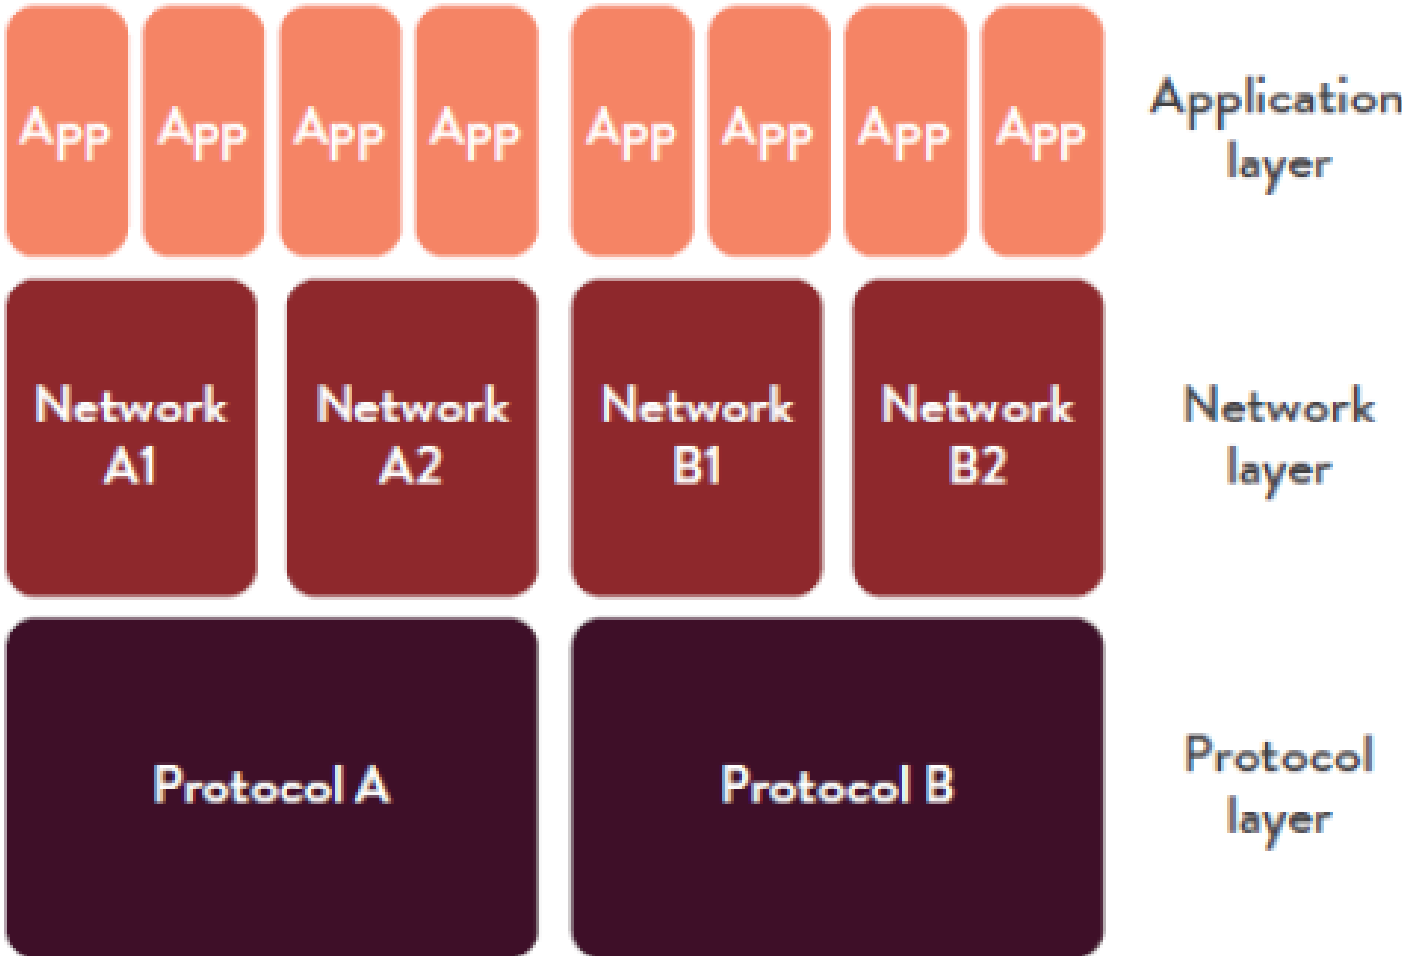 App App App App App App App App
Application
layer
Network
A1
Network
A2
Network
B1
Network
B2
Network
layer
Protocol A
Protocol B
Protocol
layer